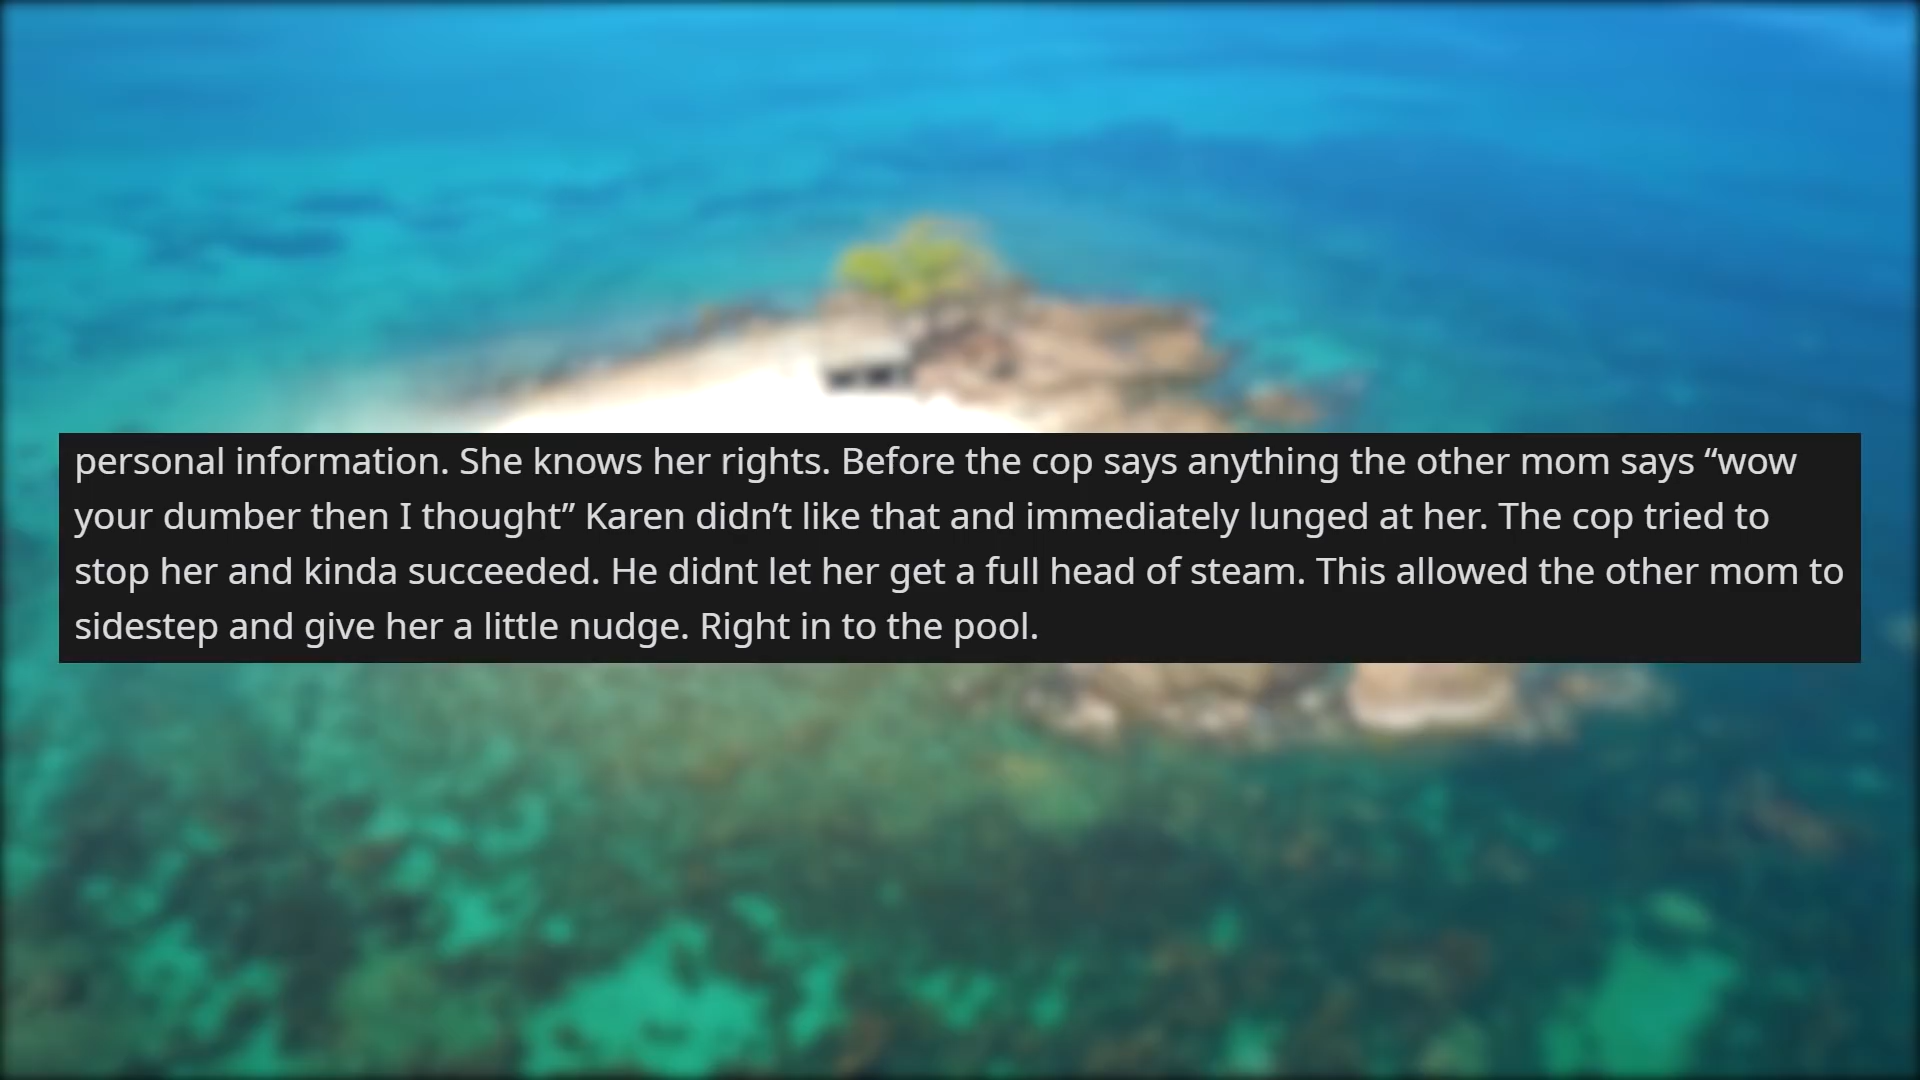 personal information. She knows her rights. Before the cop says anything the other mom says “wow
your dumber then I thought” Karen didn’t like that and immediately lunged at her. The cop tried to
stop her and kinda succeeded. He didnt let her get a full head of steam. This allowed the other mom to
sidestep and give her a little nudge. Right in to the pool.